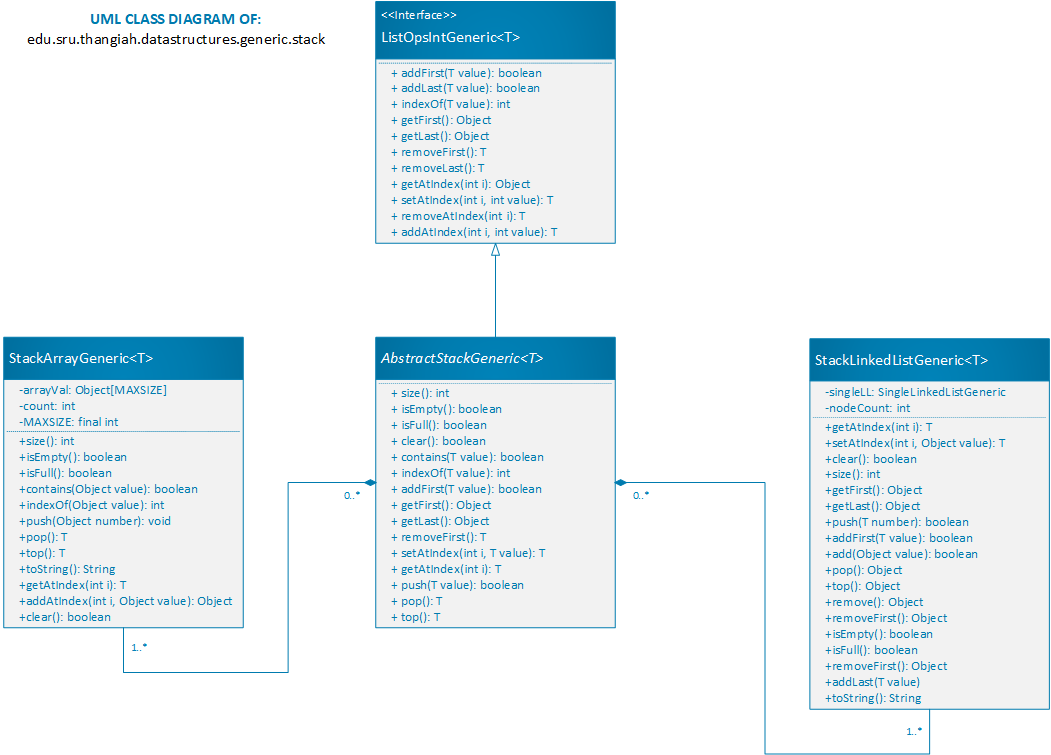 UML CLASS DIAGRAM OF:
edu.sru.thangiah.datastructures.generic.stack
<<Interface>>
ListOpsIntGeneric<T>
+ addFirst(T value): boolean
+ addLast(T value): boolean
+ indexOf(T value): int
+ getFirst(): Object
+ getLast(): Object
+ removeFirst(): T
+ removeLast(): T
+ getAtIndex(int i): Object
+ setAtIndex(int i, int value): T
+ removeAtIndex(int i): T
+ addAtIndex(int i, int value): T
StackArrayGeneric<T>
-arrayVal: Object[MAXSIZE]
-count: int
-MAXSIZE: final int
+size(): int
+isEmpty(): boolean
+isFull(): boolean
+contains(Object value): boolean
+indexOf(Object value): int
+push(Object number): void
+pop(): T
+top(): T
+toString(): String
+getAtIndex(int i): T
+addAtIndex(int i, Object value): Object
+clear(): boolean
1..*
0..*
AbstractStackGeneric<T>
+ size(): int
+ isEmpty(): boolean
+ isFull(): boolean
+ clear(): boolean
+ contains(T value): boolean
+ indexOf(T value): int
+ addFirst(T value): boolean
+ getFirst(): Object
+ getLast(): Object
+ removeFirst(): T
+ setAtIndex(int i, T value): T
+ getAtIndex(int i): T
+ push(T value): boolean
+ pop(): T
+ top(): T
0..*
StackLinkedListGeneric<T>
-singleLL: SingleLinkedListGeneric
-nodeCount: int
+getAtIndex(int i): T
+setAtIndex(int i, Object value): T
+clear(): boolean
+size(): int
+getFirst(): Object
+getLast(): Object
+push(T number): boolean
+addFirst(T value): boolean
+add(Object value): boolean
+pop(): Object
+top(): Object
+remove(): Object
+removeFirst(): Object
+isEmpty(): boolean
+isFull(): boolean
+removeFirst(): Object
+addLast(T value)
+toString(): String
1..*